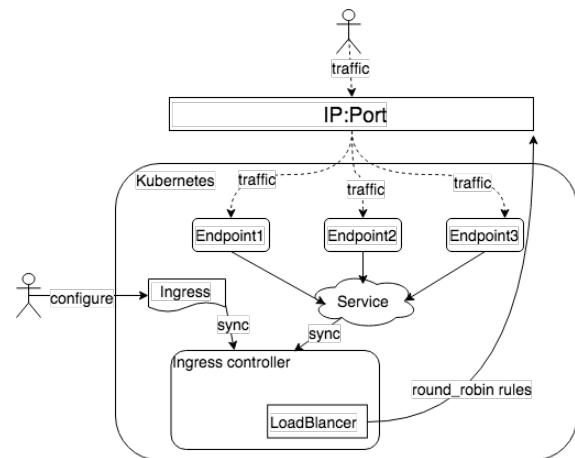 traffic
IP:Port
Kubernetes
traffic
traffic
traffic
Endpoint1
Endpoint2
Endpoint3
configure
Ingress
Service
sync
sync
Ingress controller
round_robin rules
LoadBlancer